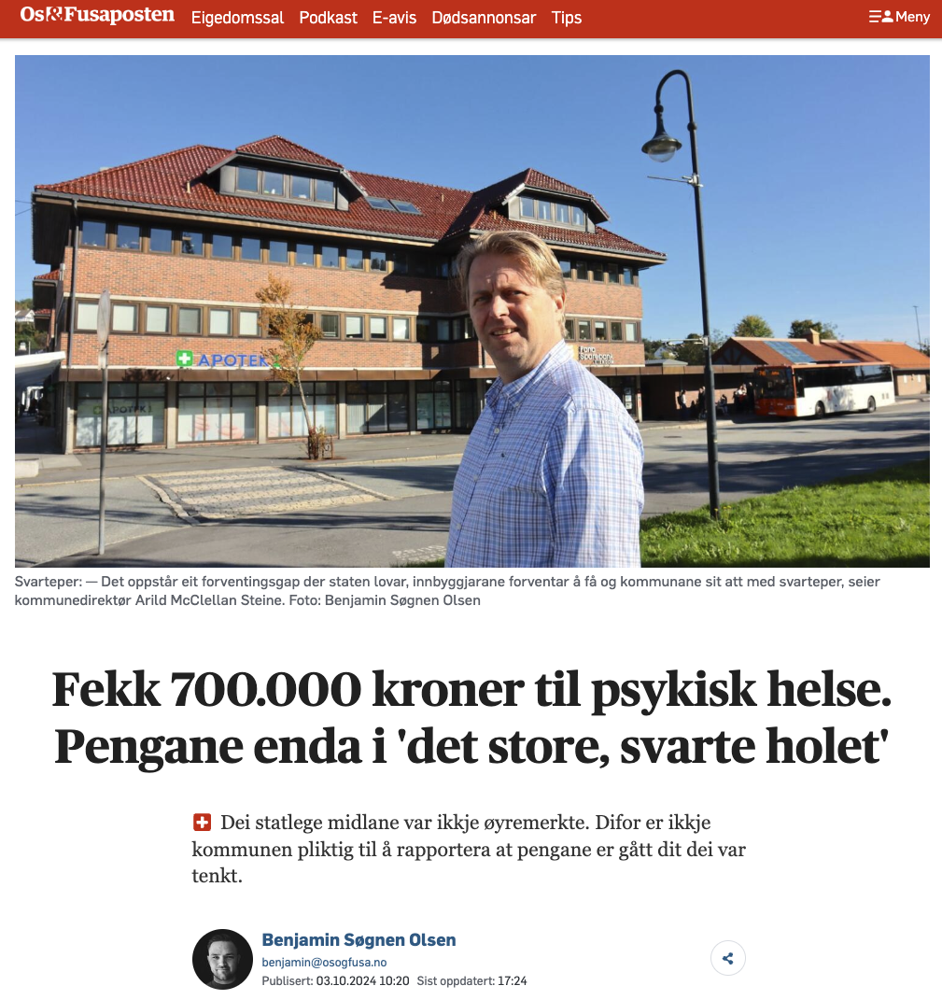 Os&Fusaposten Eigedomssal Podkast E-avis Dødsannonsar Tips Meny
APOTEK
APOTEK
Fana
Sparebank
Svarteper: — Det oppstår eit forventingsgap der staten lovar, innbyggjarane forventar å få og kommunane sit att med svarteper, seier
kommunedirektør Arild McClellan Steine. Foto: Benjamin Søgnen Olsen
Fekk 700.000 kroner til psykisk helse.
Pengane enda i 'det store, svarte holet'
Dei statlege midlane var ikkje øyremerkte. Difor er ikkje
kommunen pliktig til å rapportera at pengane er gått dit dei var
tenkt.
Benjamin Søgnen Olsen
benjamin@osogfusa.no
Publisert: 03.10.2024 10:20 Sist oppdatert: 17:24